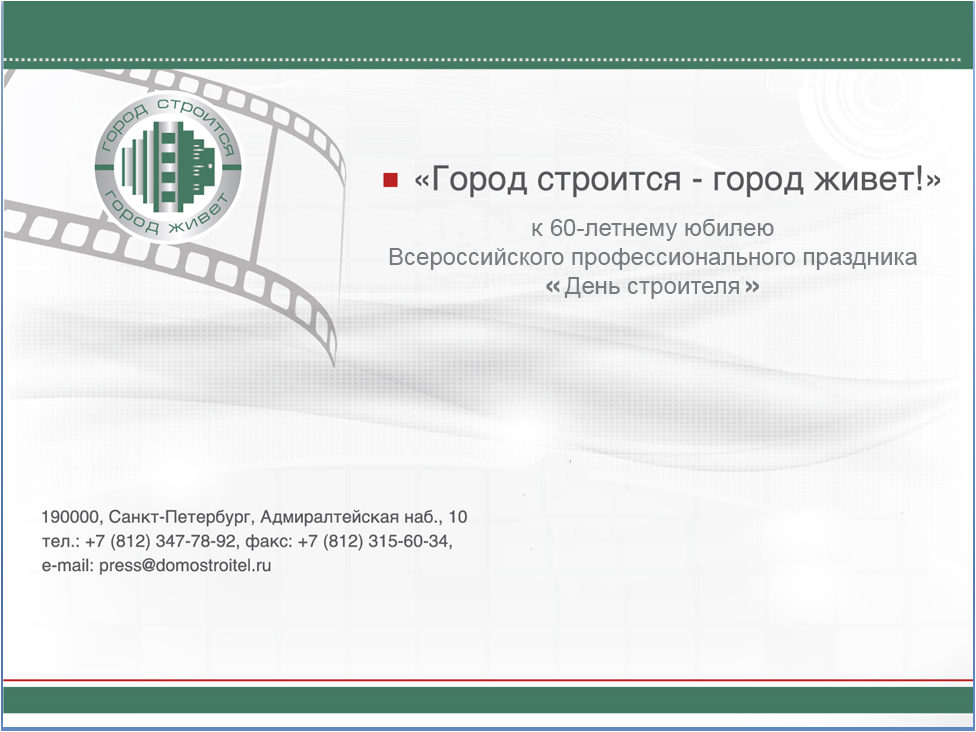 город строится
город живет
«Город строится - город живет!»
к 60-летнему юбилею
Всероссийского профессионального праздника
«День строителя»
190000, Санкт-Петербург, Адмиралтейская наб., 10
тел.: +7 (812) 347-78-92, факс: +7 (812) 315-60-34,
e-mail: press@domostroitel.ru